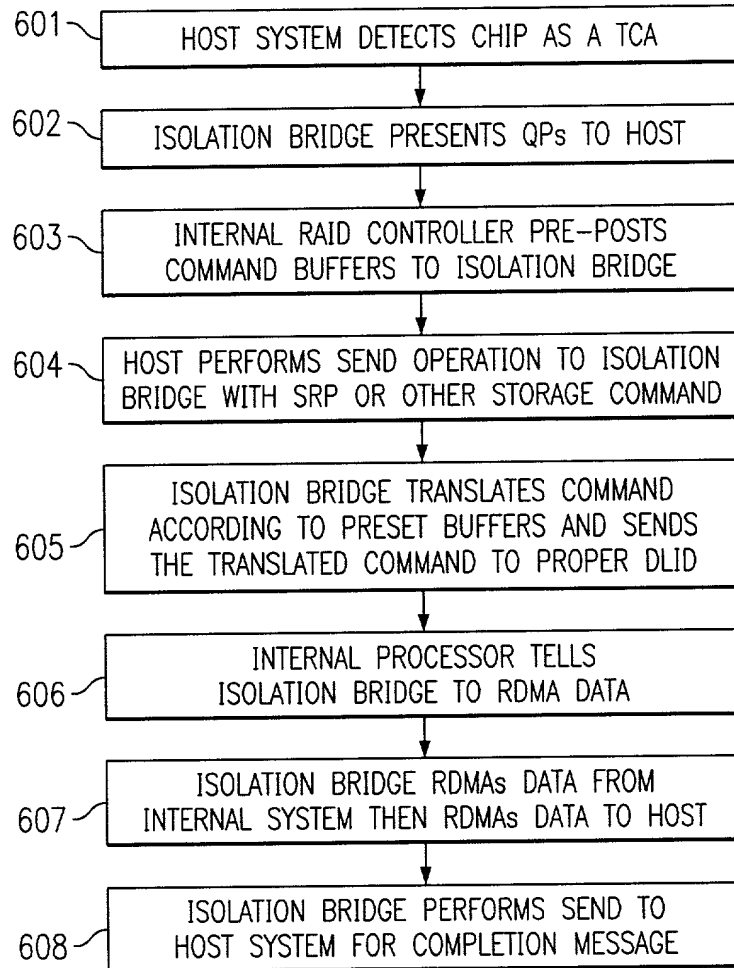 601
HOST SYSTEM DETECTS CHIP AS A TCA
602
ISOLATION BRIDGE PRESENTS QPs TO HOST
603
INTERNAL RAID CONTROLLER PRE-POSTS
COMMAND BUFFERS TO ISOLATION BRIDGE
604
HOST PERFORMS SEND OPERATION TO ISOLATION
BRIDGE WITH SRP OR OTHER STORAGE COMMAND
605
ISOLATION BRIDGE TRANSLATES COMMAND
ACCORDING TO PRESET BUFFERS AND SENDS
THE TRANSLATED COMMAND TO PROPER DLID
606
INTERNAL PROCESSOR TELLS
ISOLATION BRIDGE TO RDMA DATA
607
ISOLATION BRIDGE RDMAs DATA FROM
INTERNAL SYSTEM THEN RDMAs DATA TO HOST
608
ISOLATION BRIDGE PERFORMS SEND TO
HOST SYSTEM FOR COMPLETION MESSAGE